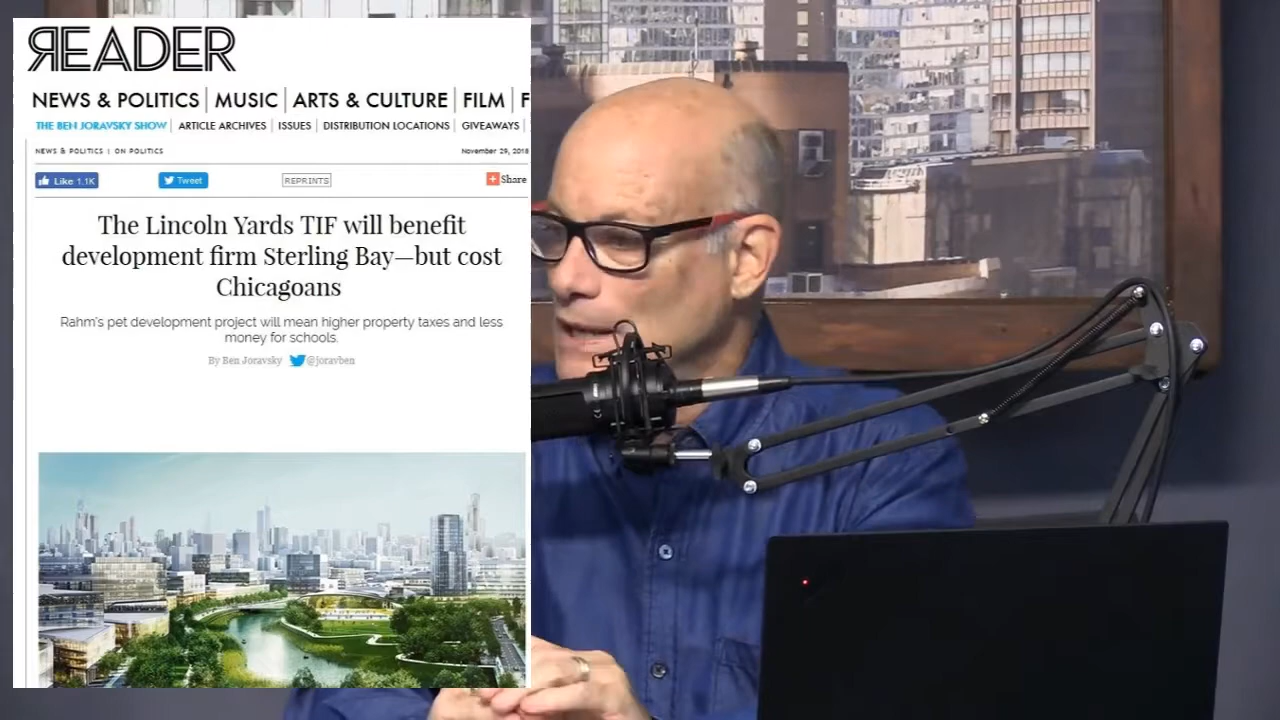 READER
NEWS & POLITICS MUSIC ARTS & CULTURE FILM F
THE BEN JORAVSKY SHOW ARTICLE ARCHIVES ISSUES DISTRIBUTION LOCATIONS GIVEAWAYS
NEWS & POLITICS | ON POLITICS November 29, 2018
Like 1.1K Tweet REPRINTS Share
The Lincoln Yards TIF will benefit
development firm Sterling Bay—but cost
Chicagoans
Rahm's pet development project will mean higher property taxes and less
money for schools.
By Ben Joravsky @joravben